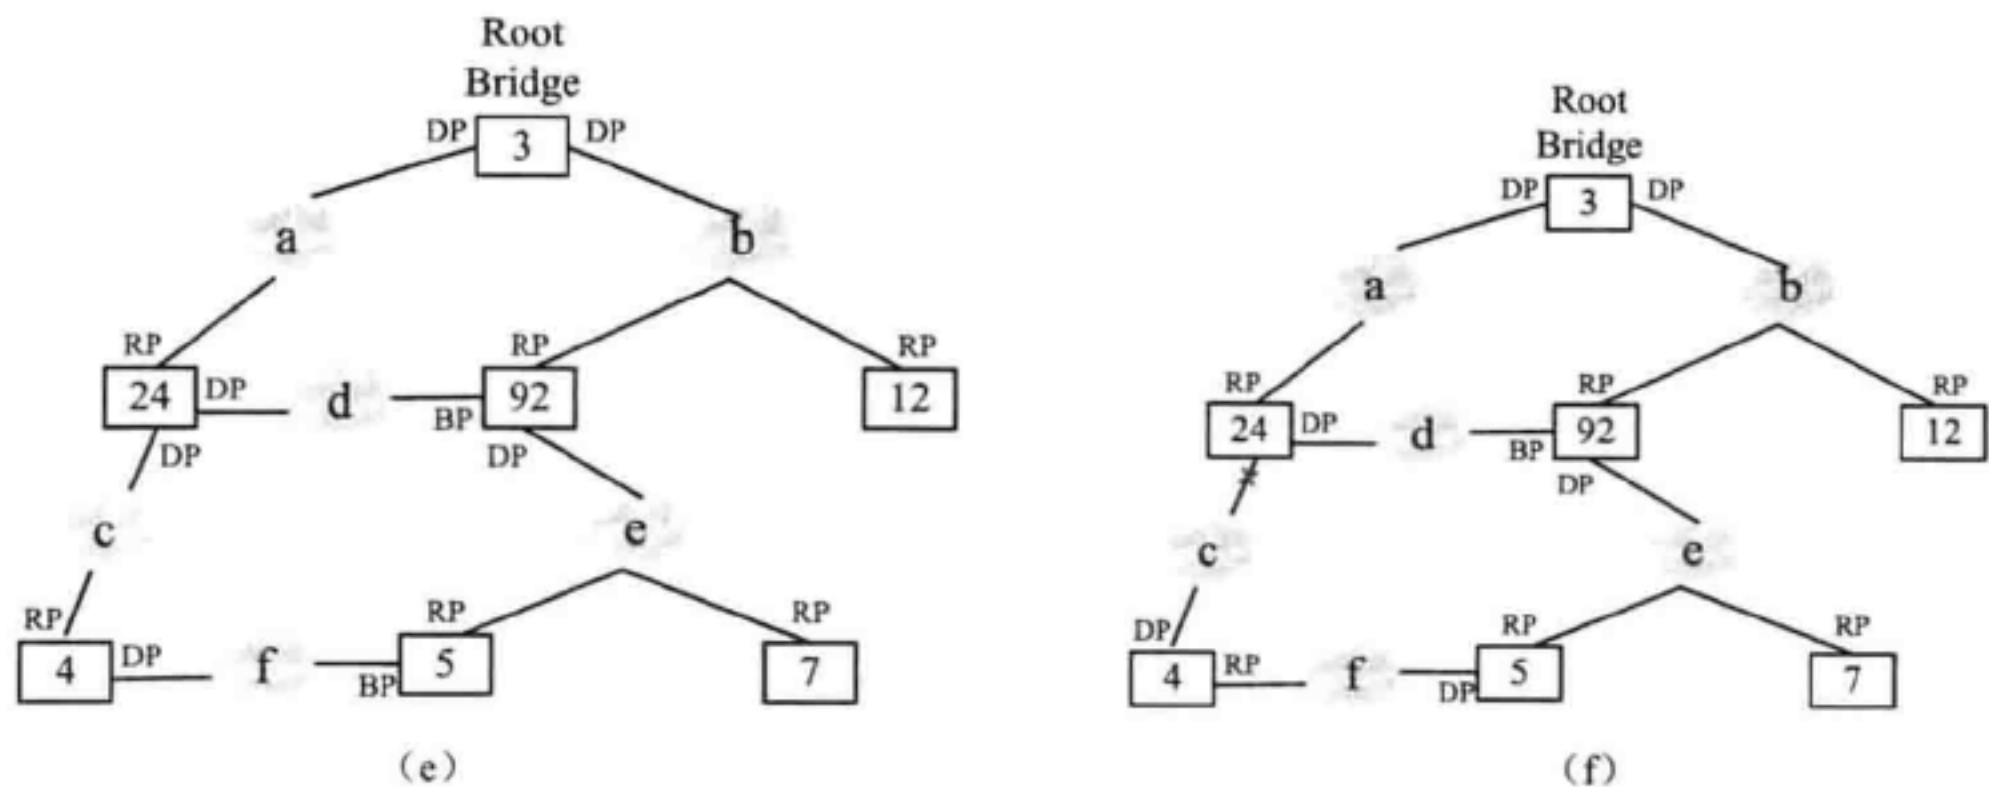 Root
Bridge
DP 3 DP
a b
RP RP RP
24 DP d BP 92 12
DP DP
c e
RP RP RP
4 DP f BP 5 7
(e)
Root
Bridge
DP 3 DP
a b
RP RP RP
24 DP d BP 92 12
DP
c e
DP RP RP
4 RP f DP 5 7
(f)